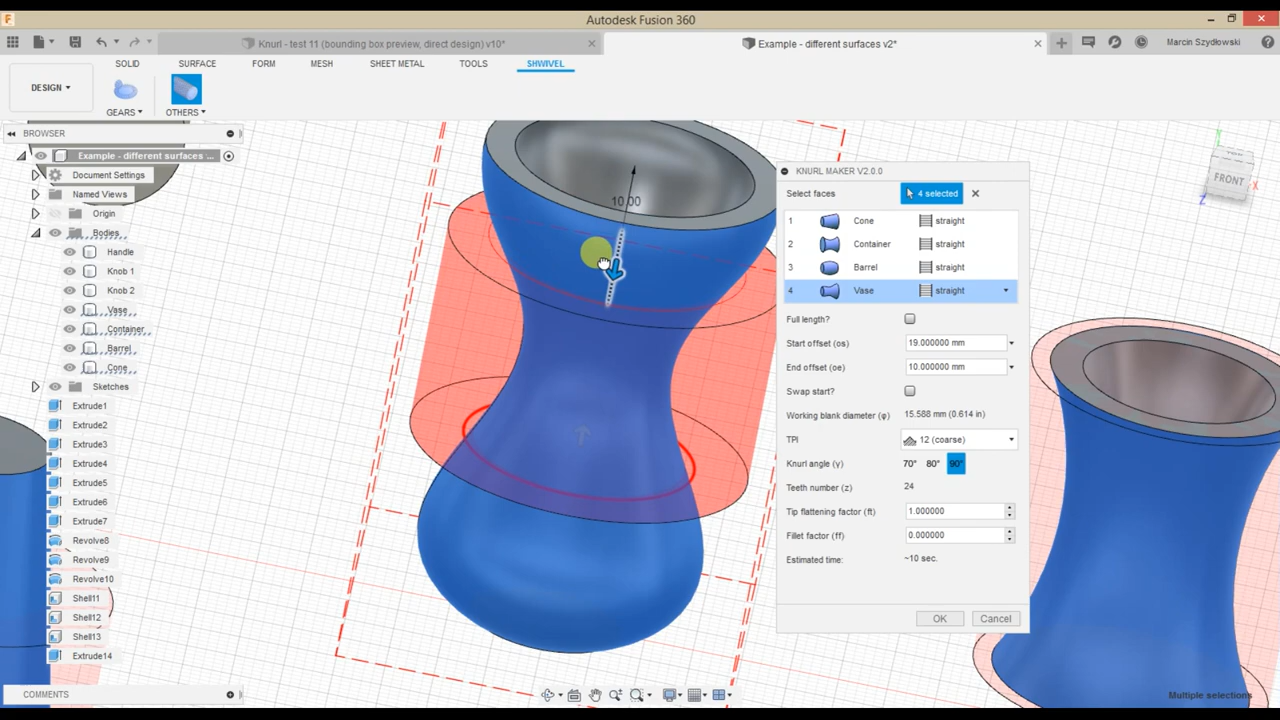 Autodesk Fusion 360
Knurl - test 11 (bounding box preview, direct design) v10*
Example - different surfaces v2*
Marcin Szydłowski
SOLID SURFACE FORM MESH SHEET METAL TOOLS SHWIVEL
DESIGN
GEARS OTHERS
BROWSER
Example - different surfaces ...
Document Settings
Named Views
Origin
Bodies
Handle
Knob 1
Knob 2
Vase
Container
Barrel
Cone
Sketches
Extrude1
Extrude2
Extrude3
Extrude4
Extrude5
Extrude6
Extrude7
Revolve8
Revolve9
Revolve10
Shell11
Shell12
Shell13
Extrude14
COMMENTS
10.00
FRONT
X
Y
Z
KNURL MAKER V2.0.0
Select faces 4 selected
1 Cone straight
2 Container straight
3 Barrel straight
4 Vase straight
Full length?
Start offset (os) 19.000000 mm
End offset (oe) 10.000000 mm
Swap start?
Working blank diameter (φ) 15.588 mm (0.614 in)
TPI 12 (coarse)
Knurl angle (γ) 70° 80° 90°
Teeth number (z) 24
Tip flattening factor (ft) 1.000000
Fillet factor (ff) 0.000000
Estimated time: ~10 sec.
OK Cancel
Multiple selections